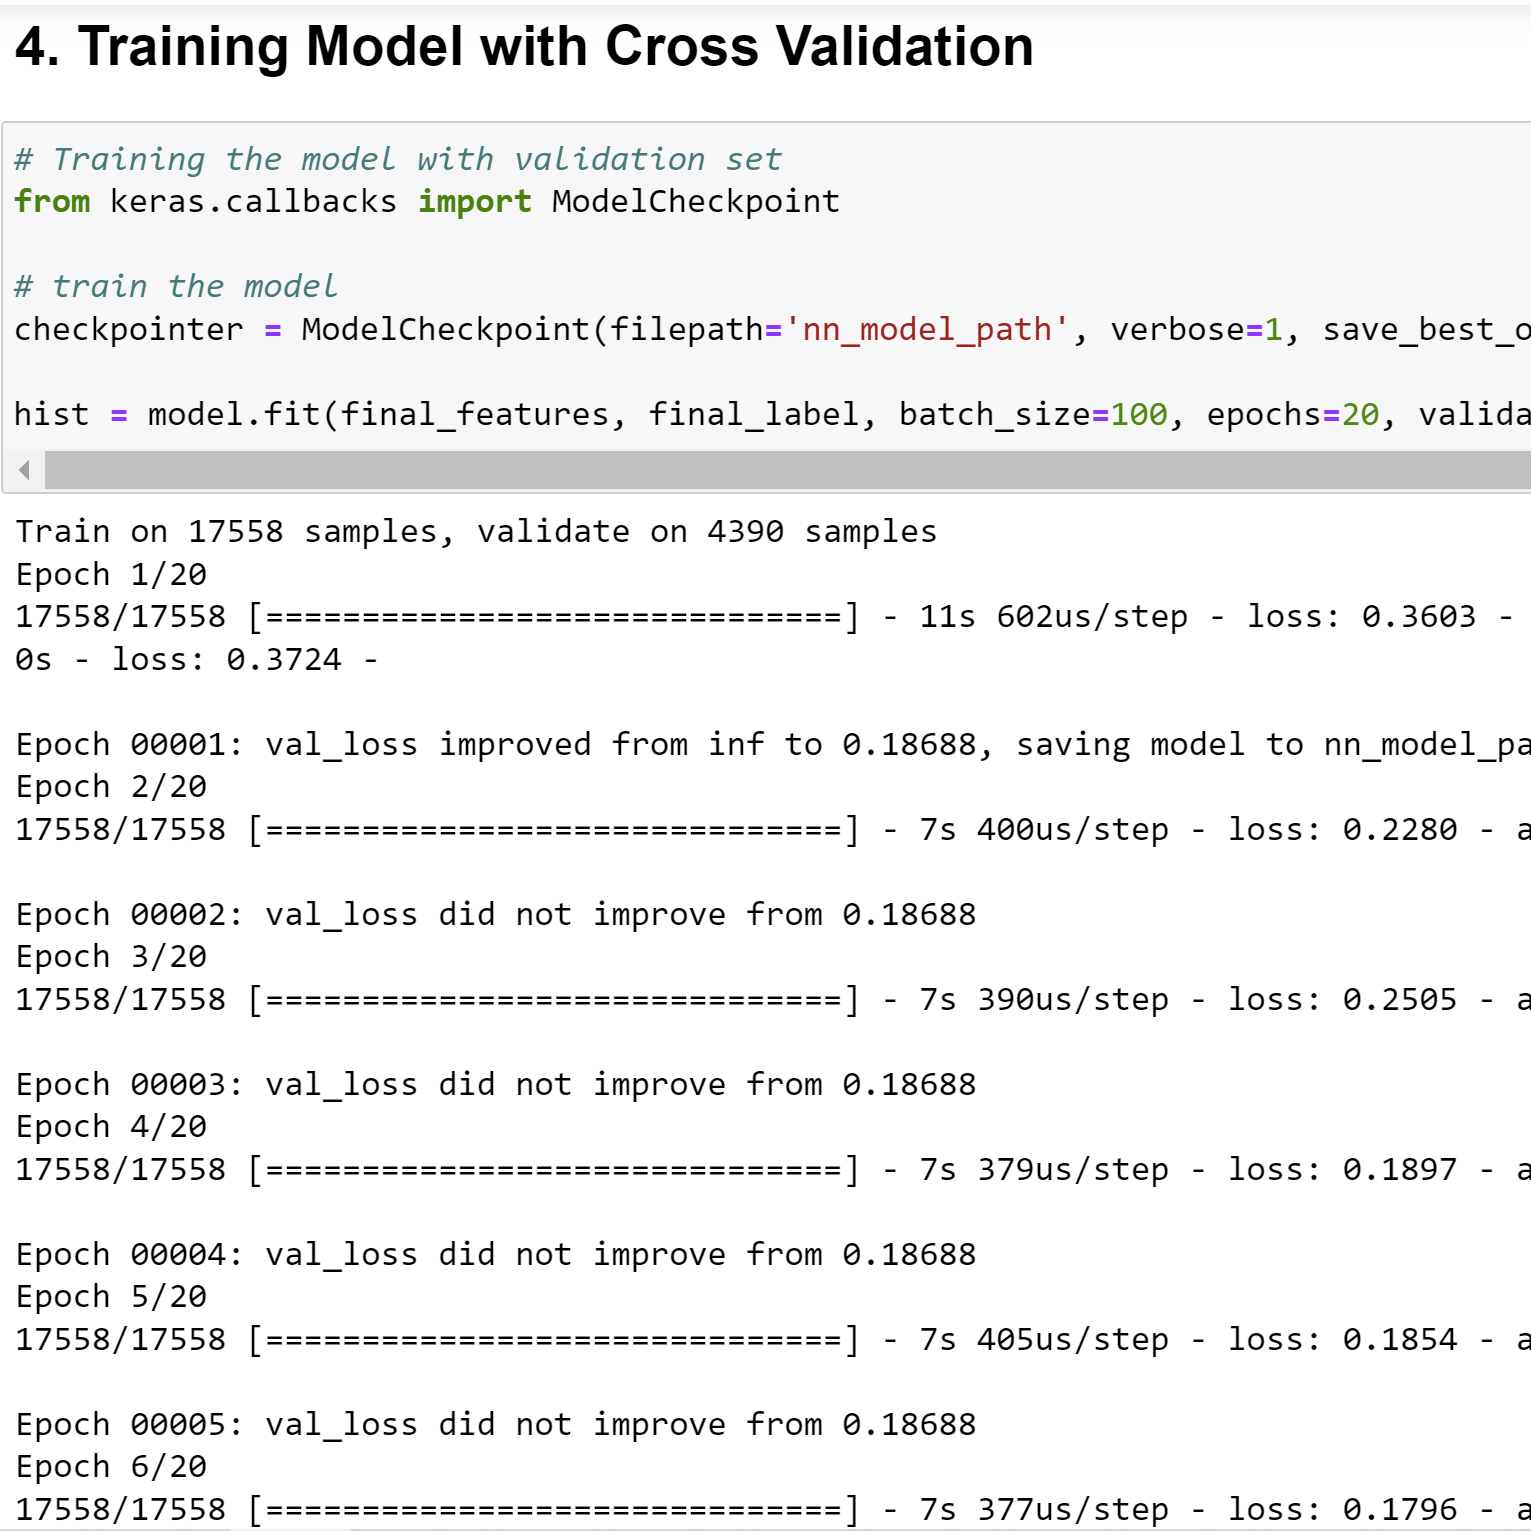 4. Training Model with Cross Validation
# Training the model with validation set
from keras.callbacks import ModelCheckpoint
# train the model
checkpointer = ModelCheckpoint(filepath='nn_model_path', verbose=1, save_best_o
hist = model.fit(final_features, final_label, batch_size=100, epochs=20, valida
Train on 17558 samples, validate on 4390 samples
Epoch 1/20
17558/17558 [==============================] - 11s 602us/step - loss: 0.3603 -
0s - loss: 0.3724 -
Epoch 00001: val_loss improved from inf to 0.18688, saving model to nn_model_pa
Epoch 2/20
17558/17558 [==============================] - 7s 400us/step - loss: 0.2280 - a
Epoch 00002: val_loss did not improve from 0.18688
Epoch 3/20
17558/17558 [==============================] - 7s 390us/step - loss: 0.2505 - a
Epoch 00003: val_loss did not improve from 0.18688
Epoch 4/20
17558/17558 [==============================] - 7s 379us/step - loss: 0.1897 - a
Epoch 00004: val_loss did not improve from 0.18688
Epoch 5/20
17558/17558 [==============================] - 7s 405us/step - loss: 0.1854 - a
Epoch 00005: val_loss did not improve from 0.18688
Epoch 6/20
17558/17558 [==============================] - 7s 377us/step - loss: 0.1796 - a